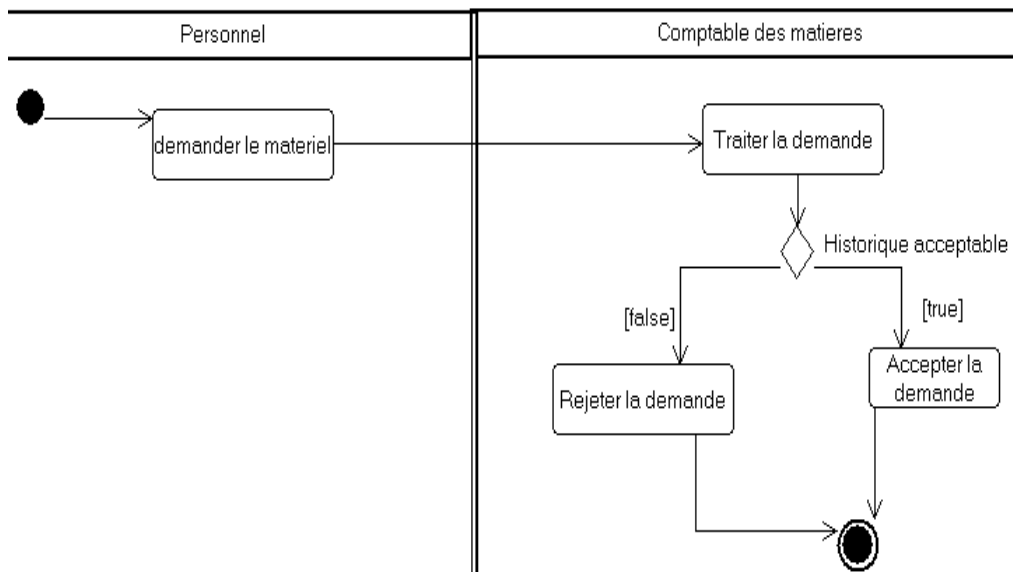 Personnel
Comptable des matieres
demander le materiel
Traiter la demande
Historique acceptable
[false]
[true]
Rejeter la demande
Accepter la
demande